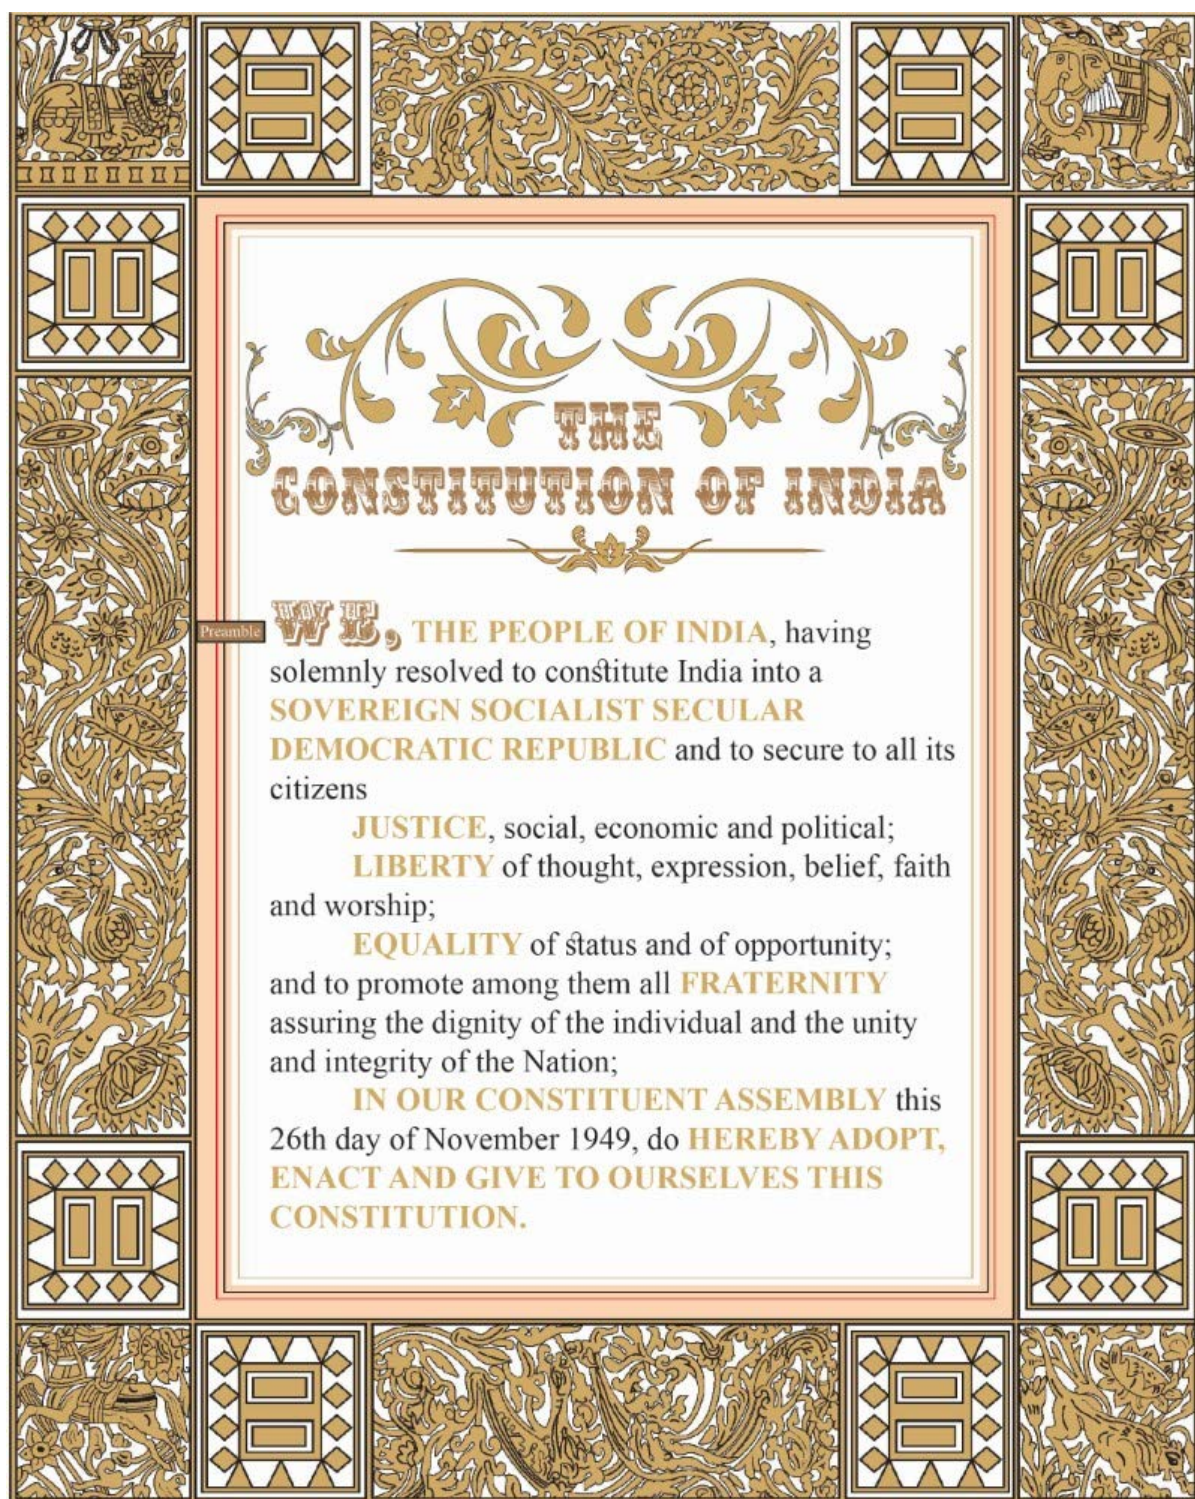 THE
CONSTITUTION OF INDIA
Preamble
WE, THE PEOPLE OF INDIA, having
solemnly resolved to constitute India into a
SOVEREIGN SOCIALIST SECULAR
DEMOCRATIC REPUBLIC and to secure to all its
citizens
JUSTICE, social, economic and political;
LIBERTY of thought, expression, belief, faith
and worship;
EQUALITY of status and of opportunity;
and to promote among them all FRATERNITY
assuring the dignity of the individual and the unity
and integrity of the Nation;
IN OUR CONSTITUENT ASSEMBLY this
26th day of November 1949, do HEREBY ADOPT,
ENACT AND GIVE TO OURSELVES THIS
CONSTITUTION.